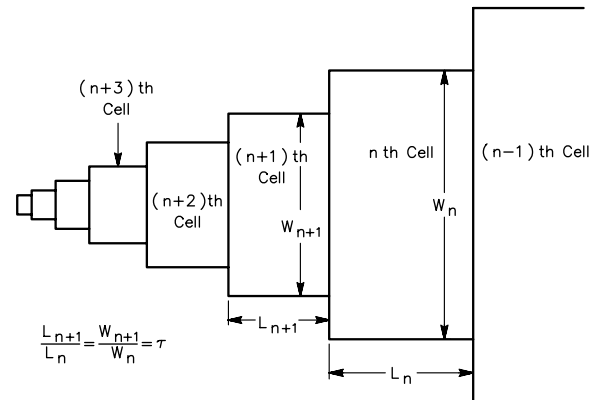 (n+3)th
Cell
(n+2)th
Cell
(n+1)th
Cell
n th Cell
(n−1)th Cell
W_{n+1}
W_n
L_{n+1}
L_n
L_{n+1}/L_n = W_{n+1}/W_n = τ